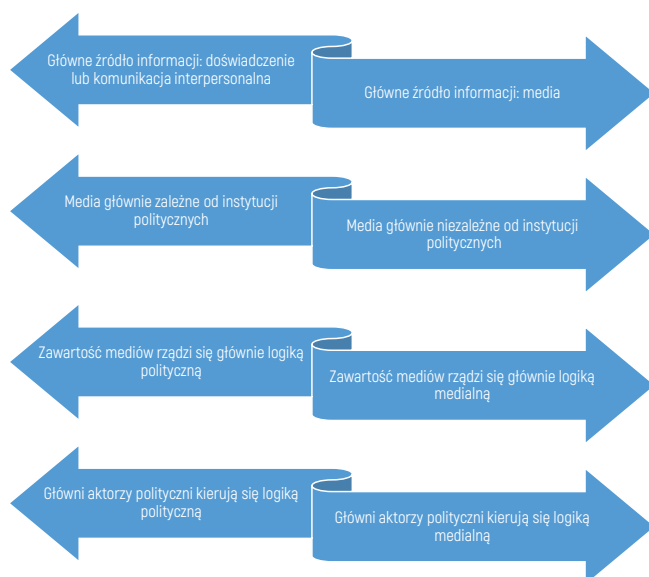 Główne źródło informacji: doświadczenie
lub komunikacja interpersonalna
Główne źródło informacji: media
Media głównie zależne od instytucji
politycznych
Media głównie niezależne od instytucji
politycznych
Zawartość mediów rządzi się głównie logiką
polityczną
Zawartość mediów rządzi się głównie logiką
medialną
Główni aktorzy polityczni kierują się logiką
polityczną
Główni aktorzy polityczni kierują się logiką
medialną